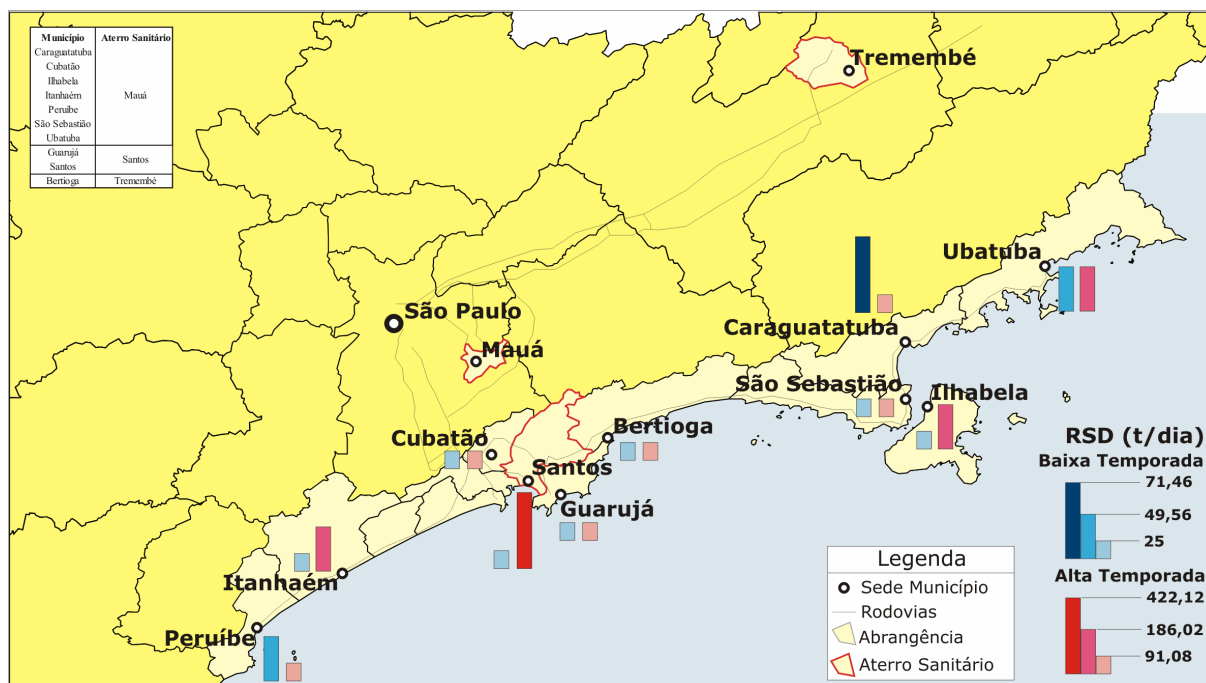 Município Aterro Sanitário
Caraguatatuba
Cubatão
Ilhabela
Itanhaém Mauá
Peruíbe
São Sebastião
Ubatuba
Guarujá
Santos
Santos
Bertioga Tremembé
Tremembé
Ubatuba
São Paulo
Caraguatatuba
Mauá
São Sebastião
Ilhabela
Bertioga
Cubatão
Santos
Guarujá
Itanhaém
Peruíbe
Legenda
Sede Município
Rodovias
Abrangência
Aterro Sanitário
RSD (t/dia)
Baixa Temporada
71,46
49,56
25
Alta Temporada
422,12
186,02
91,08